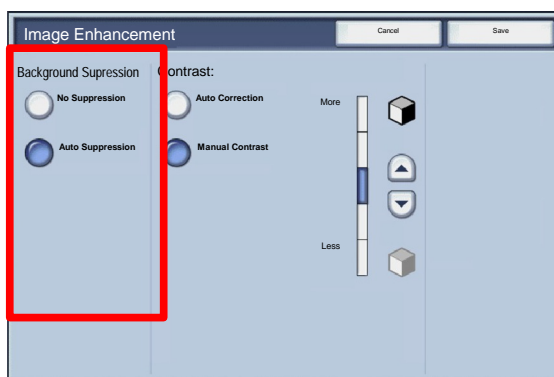 Image Enhancement
Cancel
Save
Background Supression
No Suppression
Auto Suppression
Contrast:
Auto Correction
Manual Contrast
More
Less